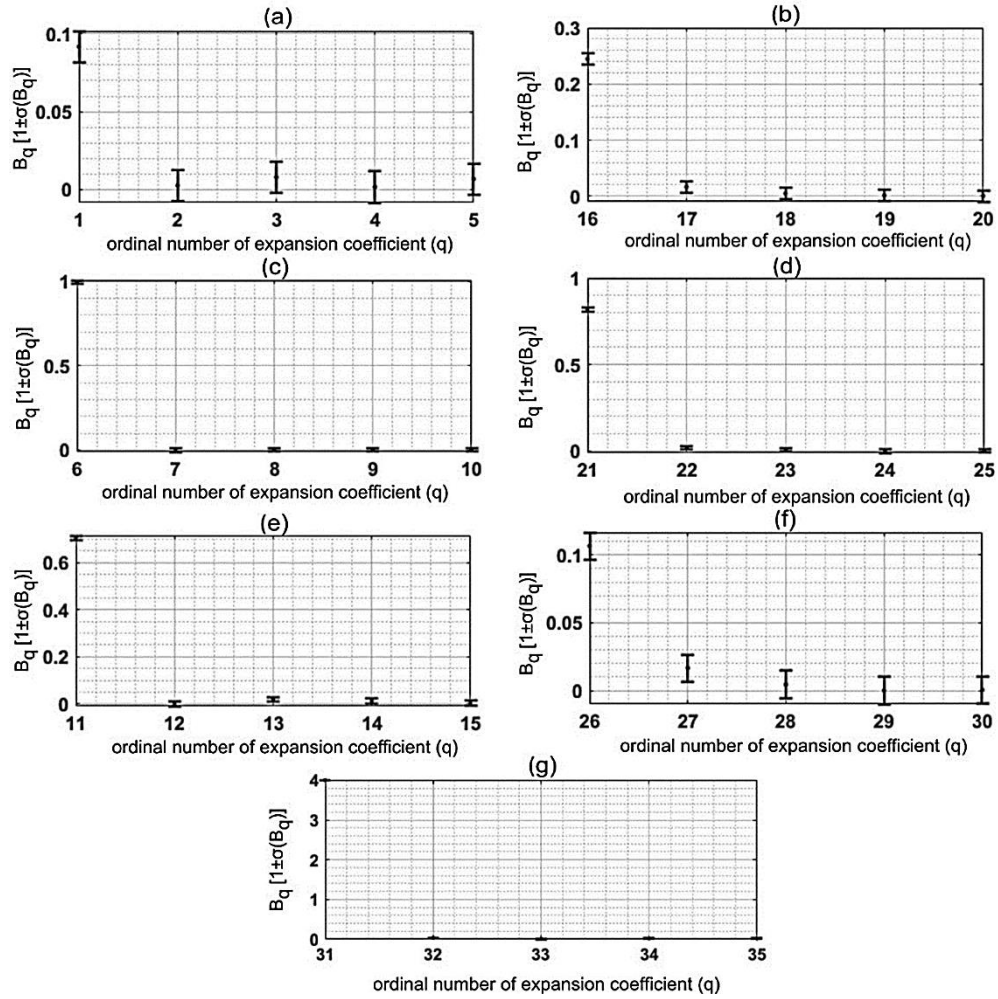 (a)
B_q [1±σ(B_q)]
0.1
0.05
0
1 2 3 4 5
ordinal number of expansion coefficient (q)
(b)
B_q [1±σ(B_q)]
0.3
0.2
0.1
0
16 17 18 19 20
ordinal number of expansion coefficient (q)
(c)
B_q [1±σ(B_q)]
1
0.5
0
6 7 8 9 10
ordinal number of expansion coefficient (q)
(d)
B_q [1±σ(B_q)]
1
0.5
0
21 22 23 24 25
ordinal number of expansion coefficient (q)
(e)
B_q [1±σ(B_q)]
0.6
0.4
0.2
0
11 12 13 14 15
ordinal number of expansion coefficient (q)
(f)
B_q [1±σ(B_q)]
0.1
0.05
0
26 27 28 29 30
ordinal number of expansion coefficient (q)
(g)
B_q [1±σ(B_q)]
4
3
2
1
0
31 32 33 34 35
ordinal number of expansion coefficient (q)